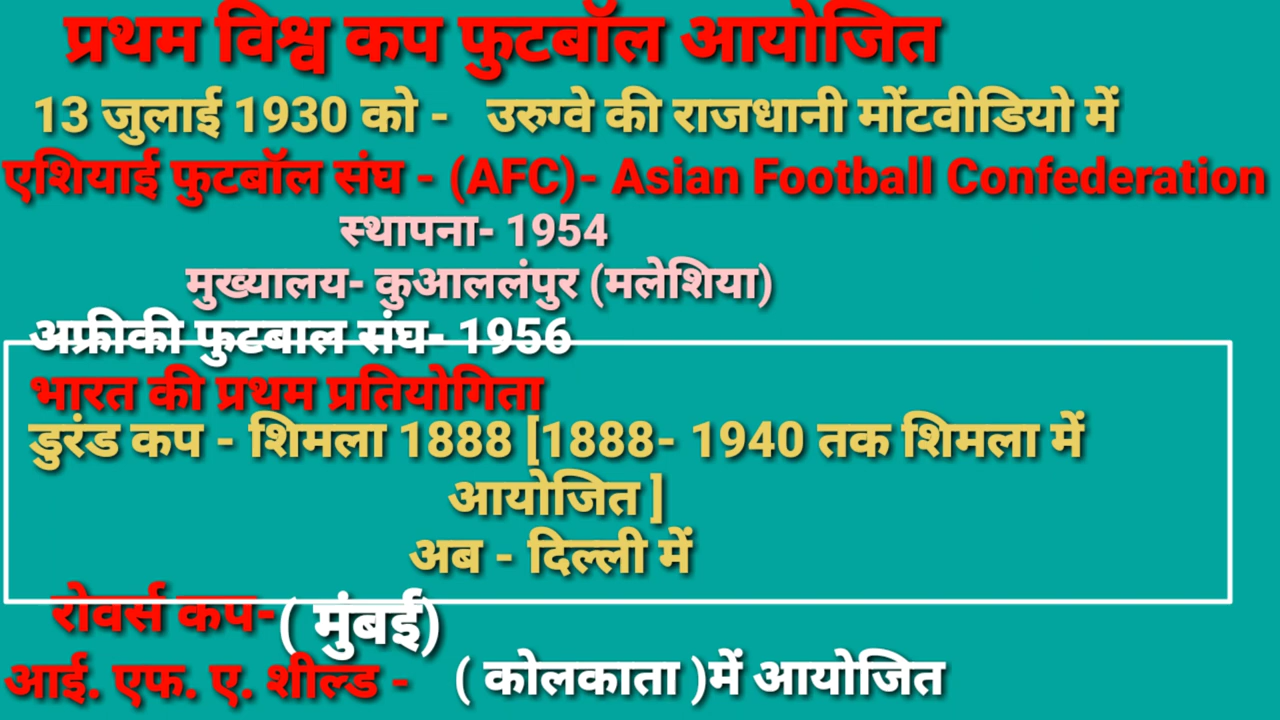 प्रथम विश्व कप फुटबॉल आयोजित
13 जुलाई 1930 को - उरुग्वे की राजधानी मोंटवीडियो में
एशियाई फुटबॉल संघ - (AFC)- Asian Football Confederation
स्थापना- 1954
मुख्यालय- कुआललंपुर (मलेशिया)
अफ्रीकी फुटबाल संघ- 1956
भारत की प्रथम प्रतियोगिता
डुरंड कप - शिमला 1888 [1888- 1940 तक शिमला में
आयोजित ]
अब - दिल्ली में
रोवर्स कप- ( मुंबई)
आई. एफ. ए. शील्ड - ( कोलकाता )में आयोजित